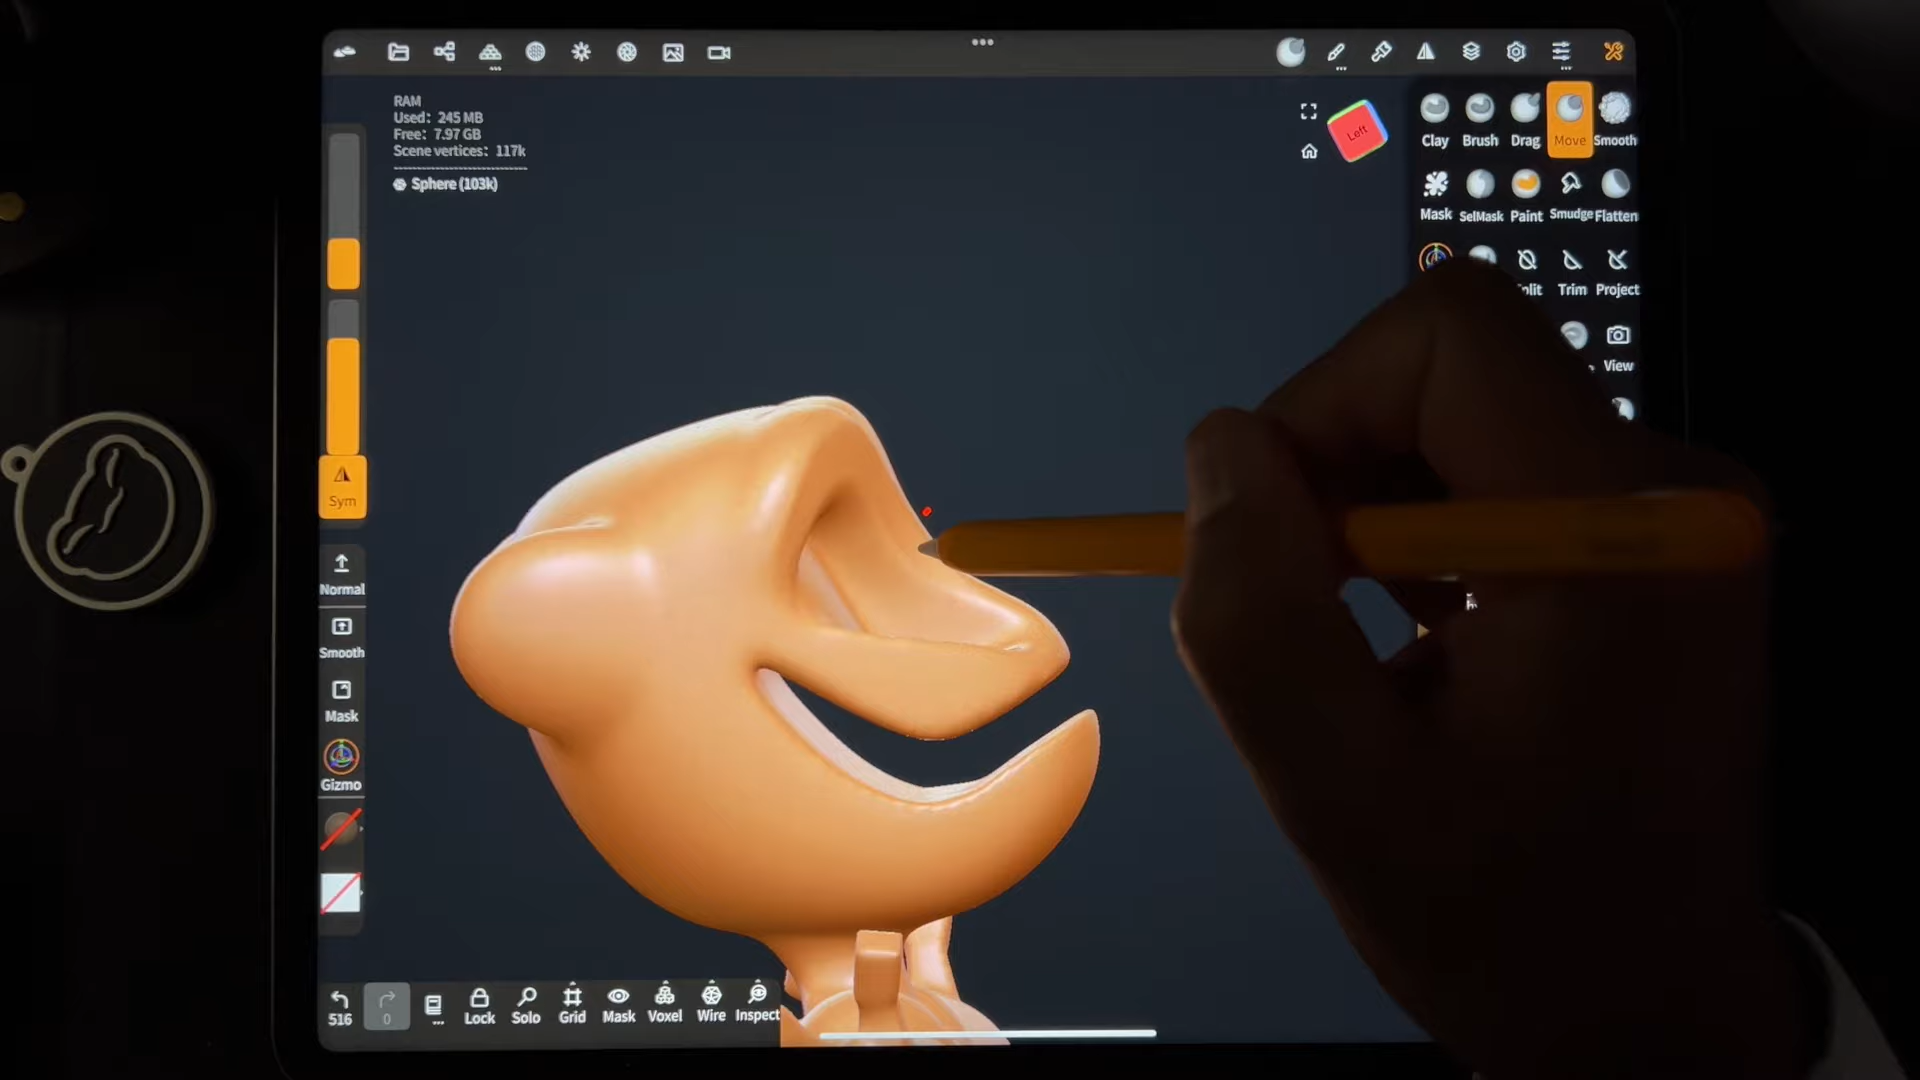 RAM
Used: 245 MB
Free: 7.97 GB
Scene vertices: 117k
Sphere (103k)
Left
Clay Brush Drag Move Smooth
Mask SelMask Paint Smudge Flatten
Trim Project
View
Sym
Normal
Smooth
Mask
Gizmo
516 0 Lock Solo Grid Mask Voxel Wire Inspect